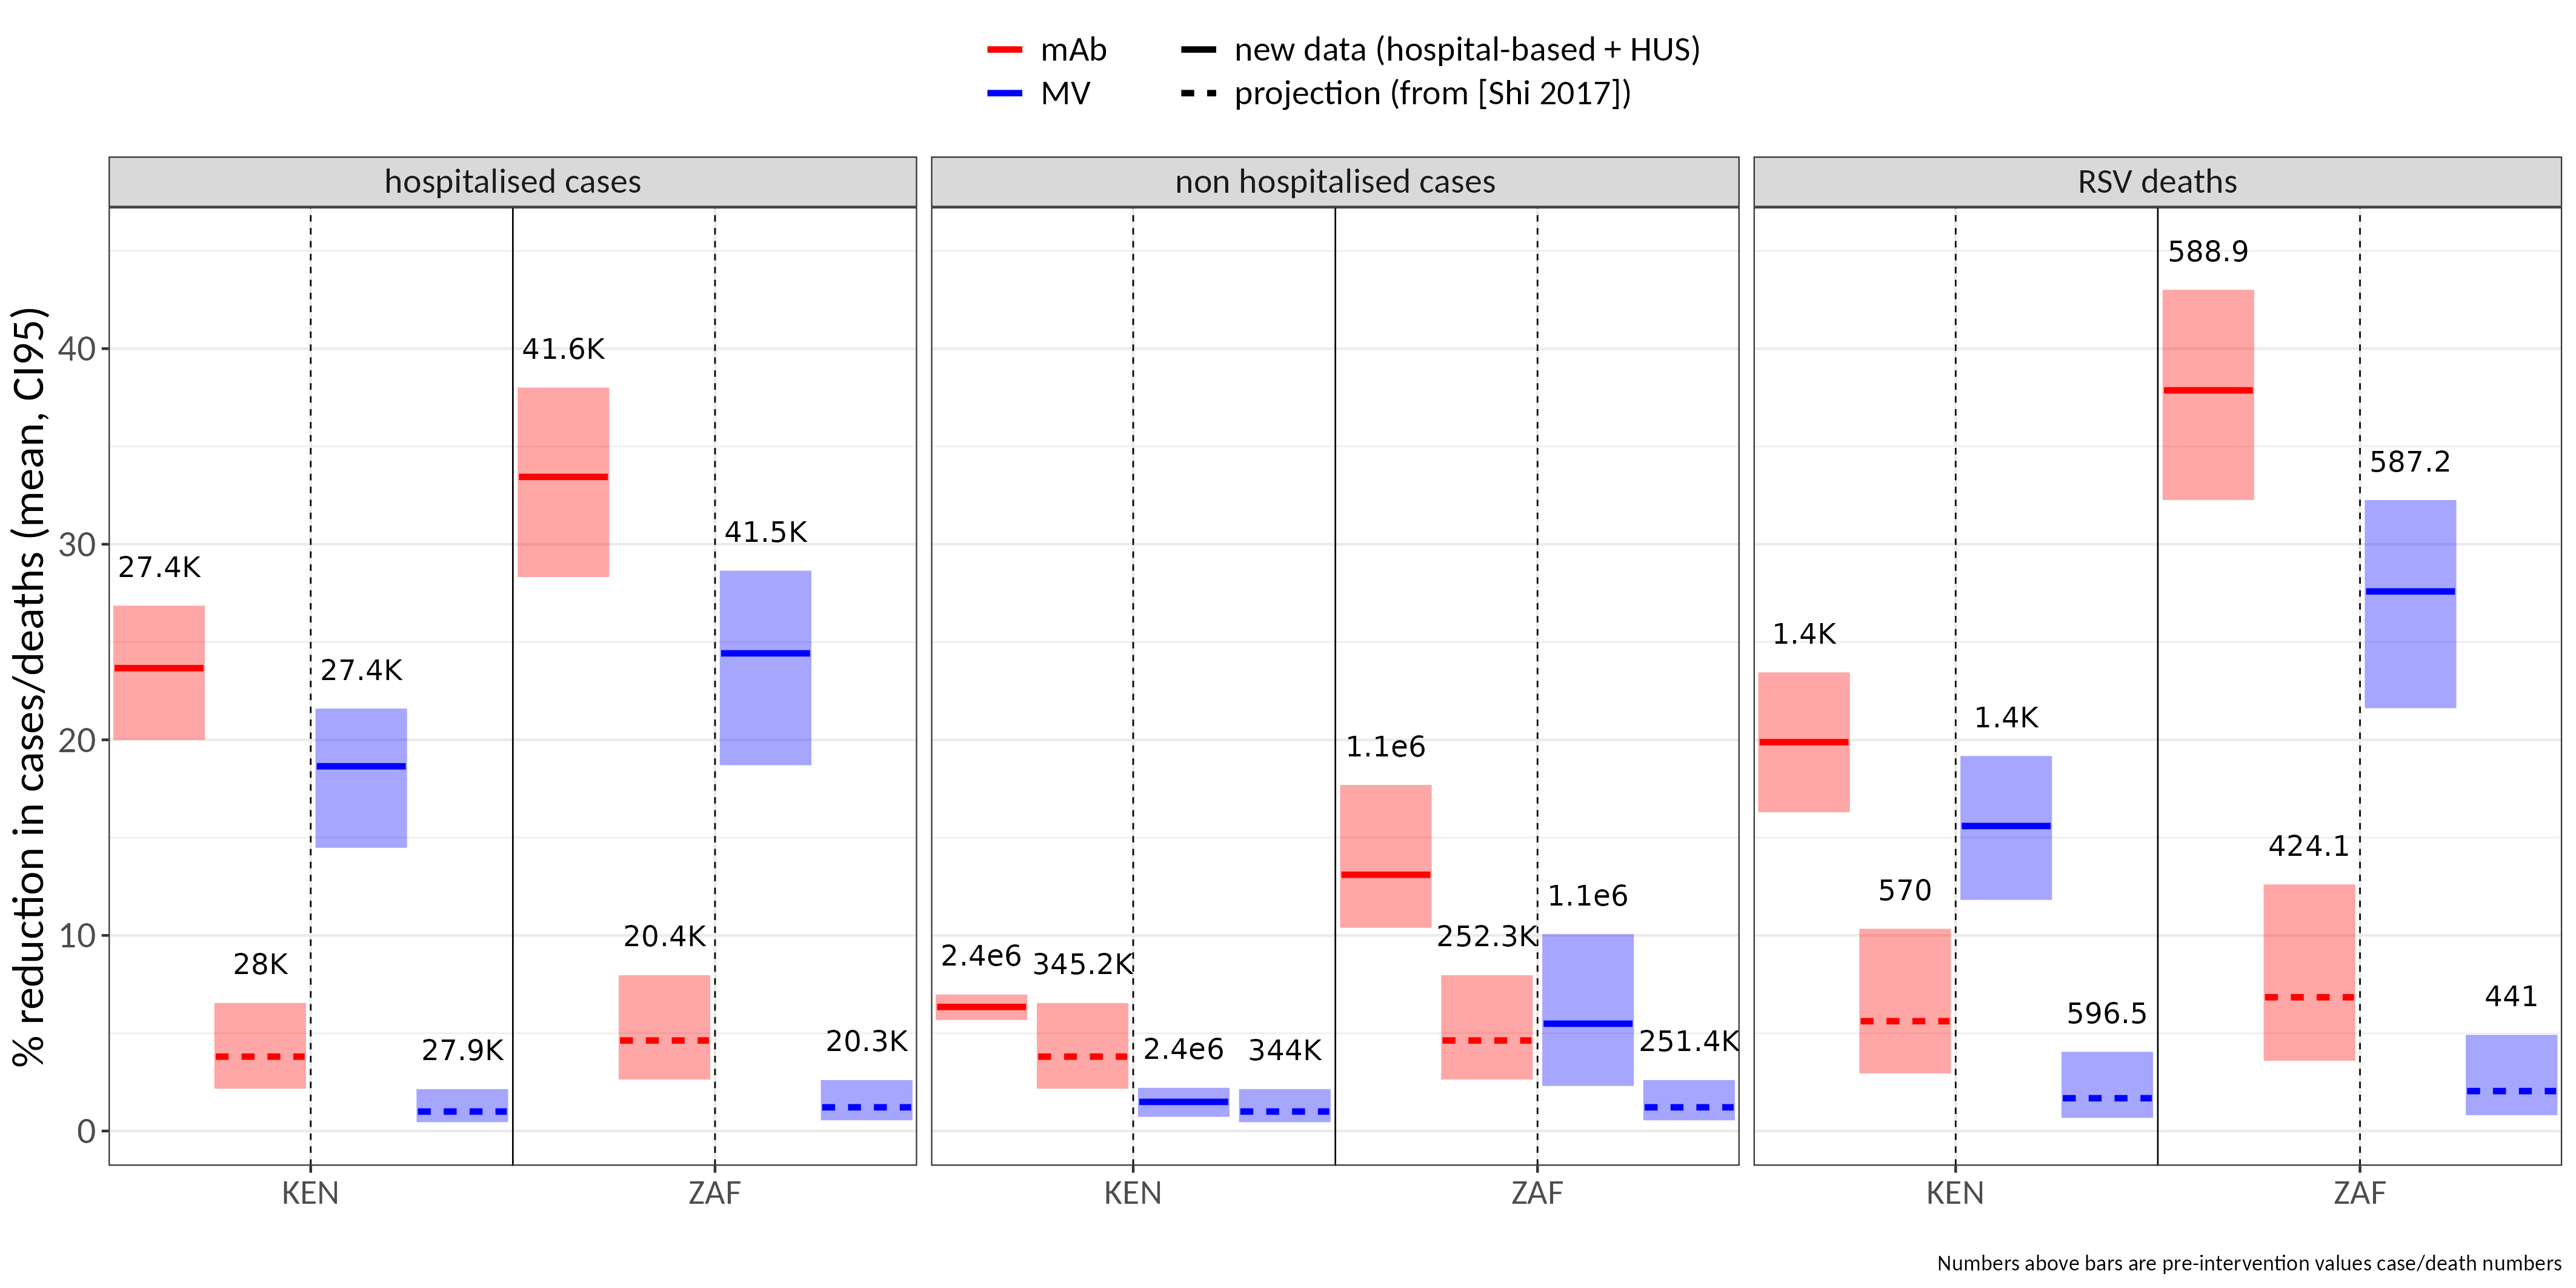 mAb
MV
new data (hospital-based + HUS)
projection (from [Shi 2017])
% reduction in cases/deaths (mean, CI95)
40
30
20
10
0
hospitalised cases
27.4K
28K
27.4K
27.9K
41.6K
20.4K
41.5K
20.3K
KEN
ZAF
non hospitalised cases
2.4e6
345.2K
2.4e6
344K
1.1e6
252.3K
1.1e6
251.4K
KEN
ZAF
RSV deaths
1.4K
570
1.4K
596.5
588.9
424.1
587.2
441
KEN
ZAF
Numbers above bars are pre-intervention values case/death numbers